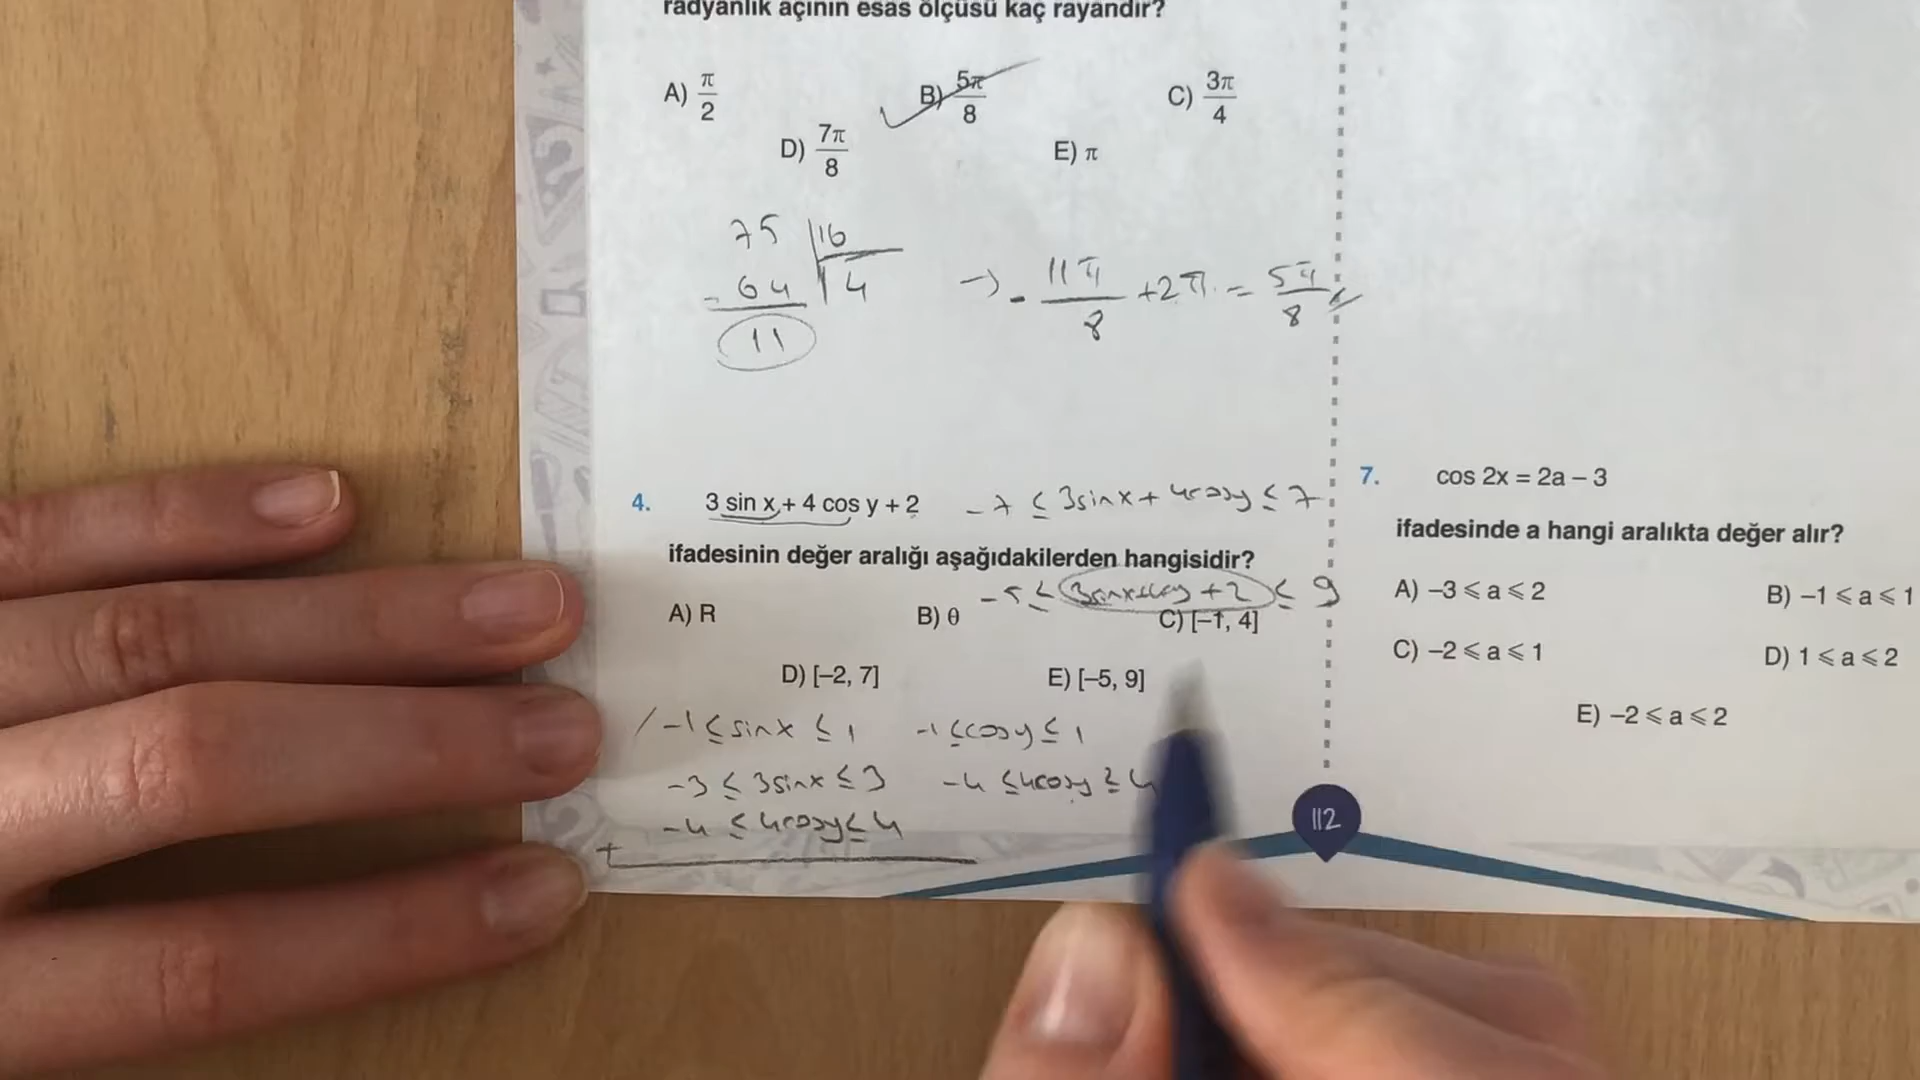 radyanlık açının esas ölçüsü kaç rayandır?
A) π/2
B) 5π/8
C) 3π/4
D) 7π/8
E) π
75 | 16
- 64 | 4
11
→ - 11π/8 + 2π = 5π/8
4. 3 sin x + 4 cos y + 2
-7 ≤ 3sinx + 4cosy ≤ 7
ifadesinin değer aralığı aşağıdakilerden hangisidir?
-5 ≤ 3sinx+4cosy + 2 ≤ 9
A) R
B) θ
C) [–1, 4]
D) [–2, 7]
E) [–5, 9]
/ -1 ≤ sinx ≤ 1
-1 ≤ cosy ≤ 1
-3 ≤ 3sinx ≤ 3
-4 ≤ 4cosy ≥ 4
-4 ≤ 4cosy ≤ 4
+
7. cos 2x = 2a – 3
ifadesinde a hangi aralıkta değer alır?
A) –3 ⩽ a ⩽ 2
B) –1 ⩽ a ⩽ 1
C) –2 ⩽ a ⩽ 1
D) 1 ⩽ a ⩽ 2
E) –2 ⩽ a ⩽ 2
112